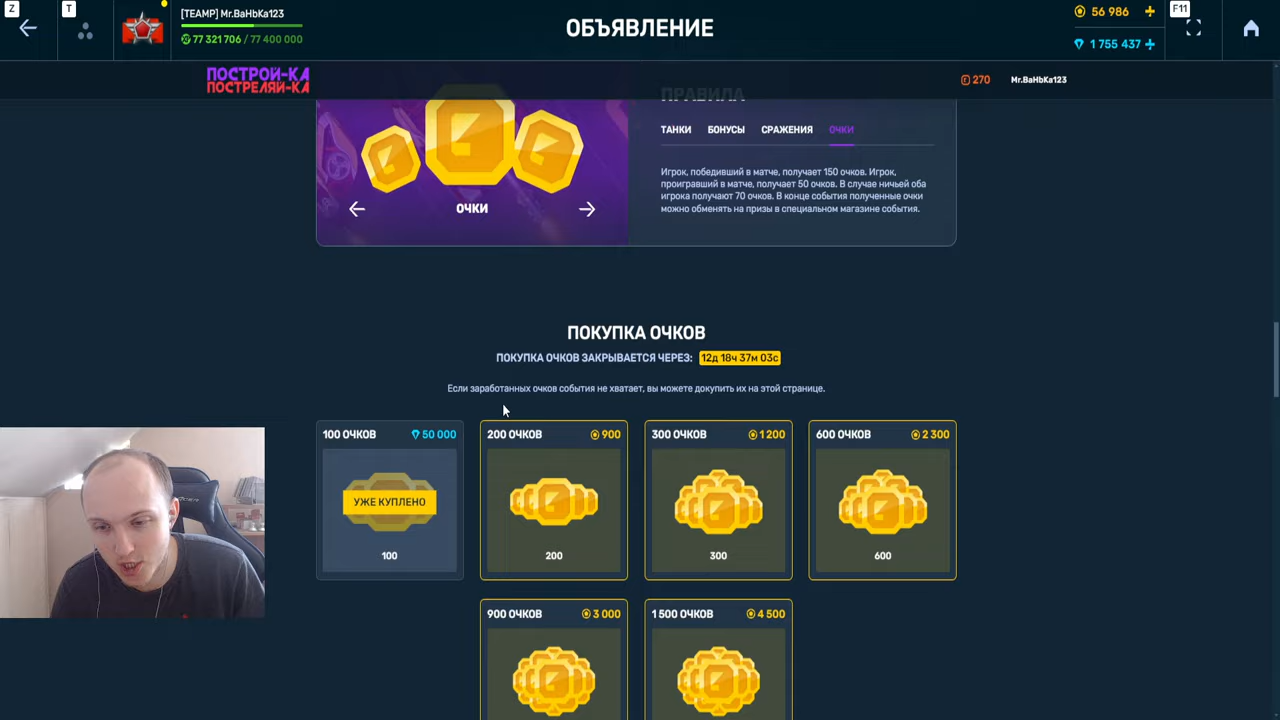 Z
T
[TEAMP] Mr.BaHbKa123
77 321 706 / 77 400 000
ОБЪЯВЛЕНИЕ
56 986
1 755 437
F11
ПОСТРОЙ-КА
ПОСТРЕЛЯЙ-КА
270
Mr.BaHbKa123
ПРАВИЛА
ТАНКИ БОНУСЫ СРАЖЕНИЯ ОЧКИ
Игрок, победивший в матче, получает 150 очков. Игрок,
проигравший в матче, получает 50 очков. В случае ничьей оба
игрока получают 70 очков. В конце события полученные очки
можно обменять на призы в специальном магазине события.
ОЧКИ
ПОКУПКА ОЧКОВ
ПОКУПКА ОЧКОВ ЗАКРЫВАЕТСЯ ЧЕРЕЗ: 12д 18ч 37м 03с
Если заработанных очков события не хватает, вы можете докупить их на этой странице.
100 ОЧКОВ 50 000
УЖЕ КУПЛЕНО
100
200 ОЧКОВ 900
200
300 ОЧКОВ 1 200
300
600 ОЧКОВ 2 300
600
900 ОЧКОВ 3 000
1 500 ОЧКОВ 4 500